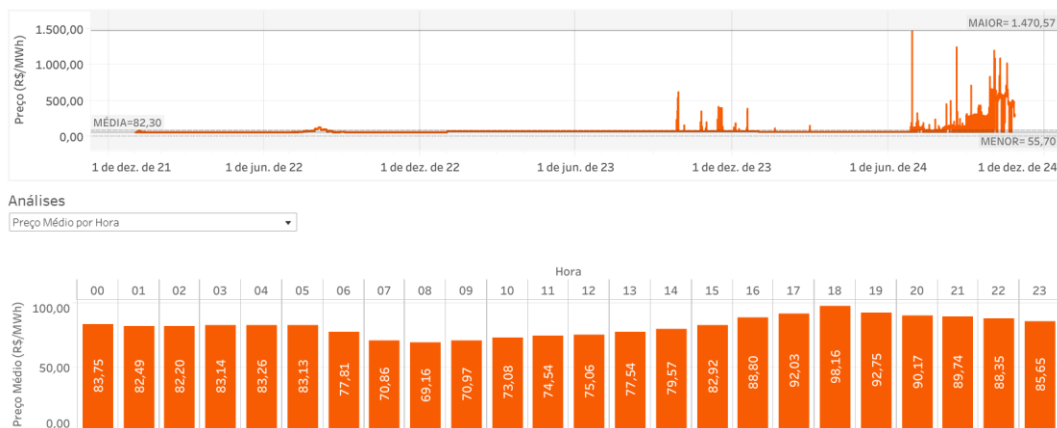 MAIOR= 1.470,57
Preço (R$/MWh)
1.500,00
1.000,00
500,00
0,00
MÉDIA=82,30
MENOR= 55,70
1 de dez. de 21 1 de jun. de 22 1 de dez. de 22 1 de jun. de 23 1 de dez. de 23 1 de jun. de 24 1 de dez. de 24
Análises
Preço Médio por Hora
Hora
00 01 02 03 04 05 06 07 08 09 10 11 12 13 14 15 16 17 18 19 20 21 22 23
Preço Médio (R$/MWh)
100,00
50,00
0,00
83,75 82,49 82,20 83,14 83,26 83,13 77,81 70,86 69,16 70,97 73,08 74,54 75,06 77,54 79,57 82,92 88,80 92,03 98,16 92,75 90,17 89,74 88,35 85,65